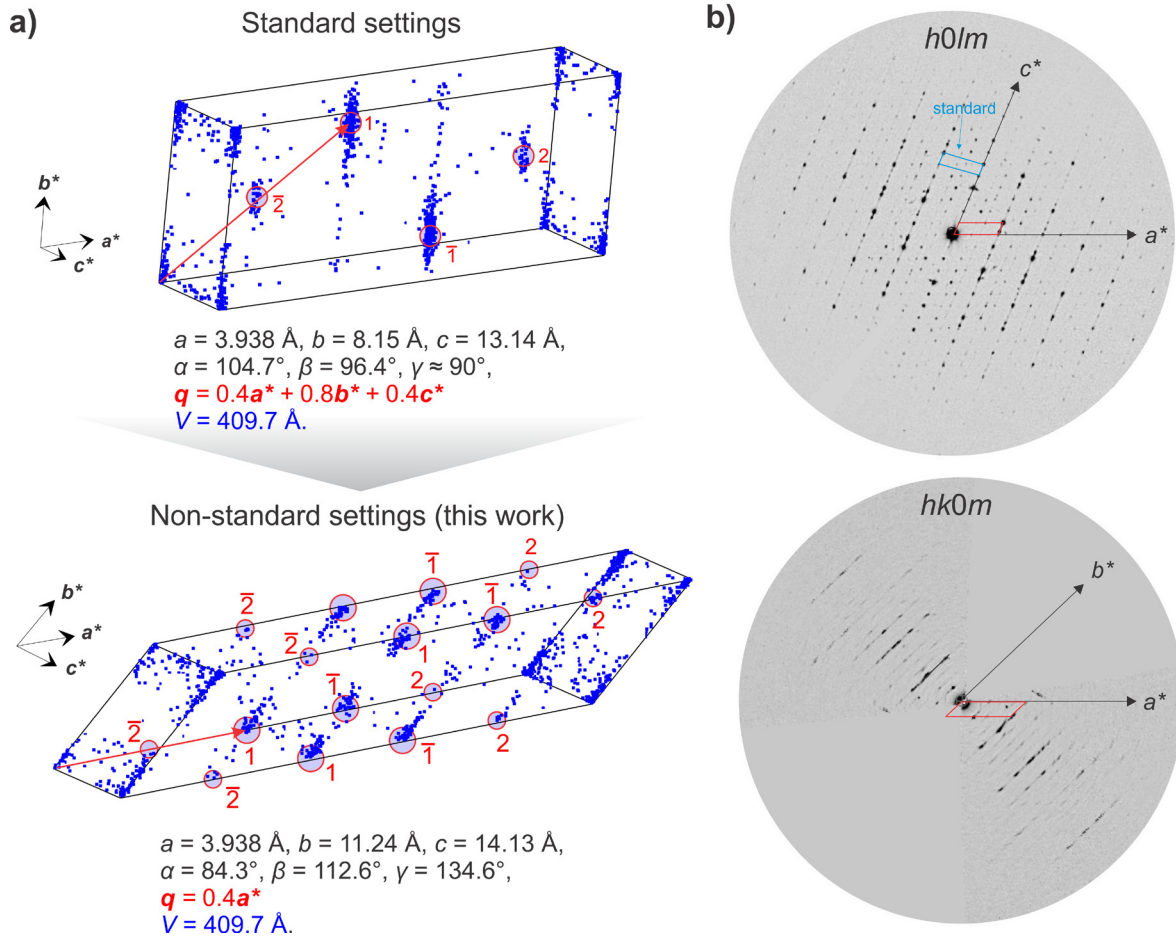 a)
Standard settings
1
2
2̅
1̅
b*
a*
c*
a = 3.938 Å, b = 8.15 Å, c = 13.14 Å,
α = 104.7°, β = 96.4°, γ ≈ 90°,
q = 0.4a* + 0.8b* + 0.4c*
V = 409.7 Å.
Non-standard settings (this work)
b*
a*
c*
2̅
1̅
2
1̅
2
2̅
1
1̅
2
2̅
1
1
1̅
2
2̅
a = 3.938 Å, b = 11.24 Å, c = 14.13 Å,
α = 84.3°, β = 112.6°, γ = 134.6°,
q = 0.4a*
V = 409.7 Å.
b)
h0lm
c*
standard
a*
hk0m
b*
a*